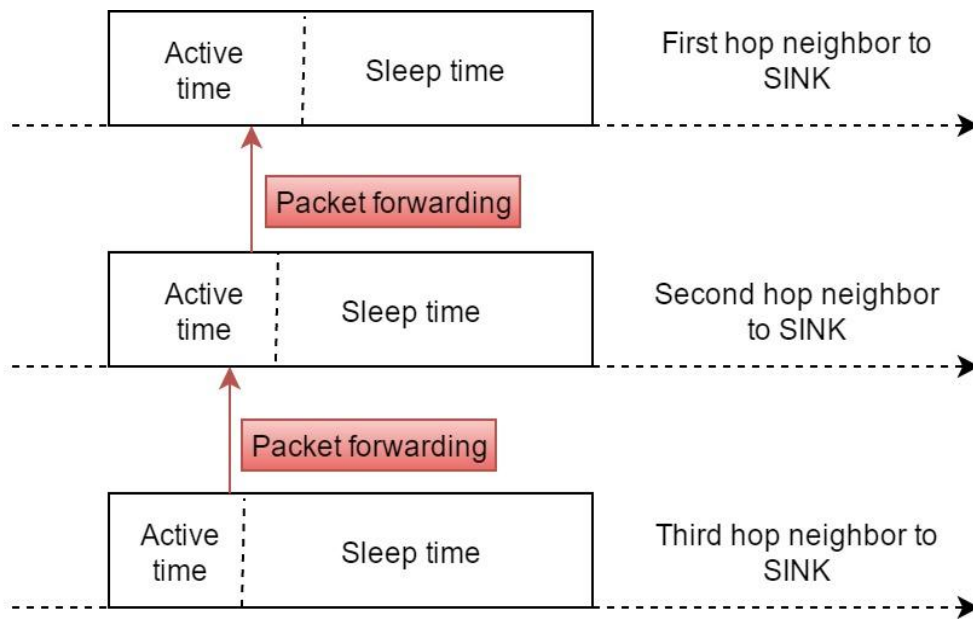 Active
time
Sleep time
First hop neighbor to
SINK
Packet forwarding
Active
time
Sleep time
Second hop neighbor
to SINK
Packet forwarding
Active
time
Sleep time
Third hop neighbor to
SINK